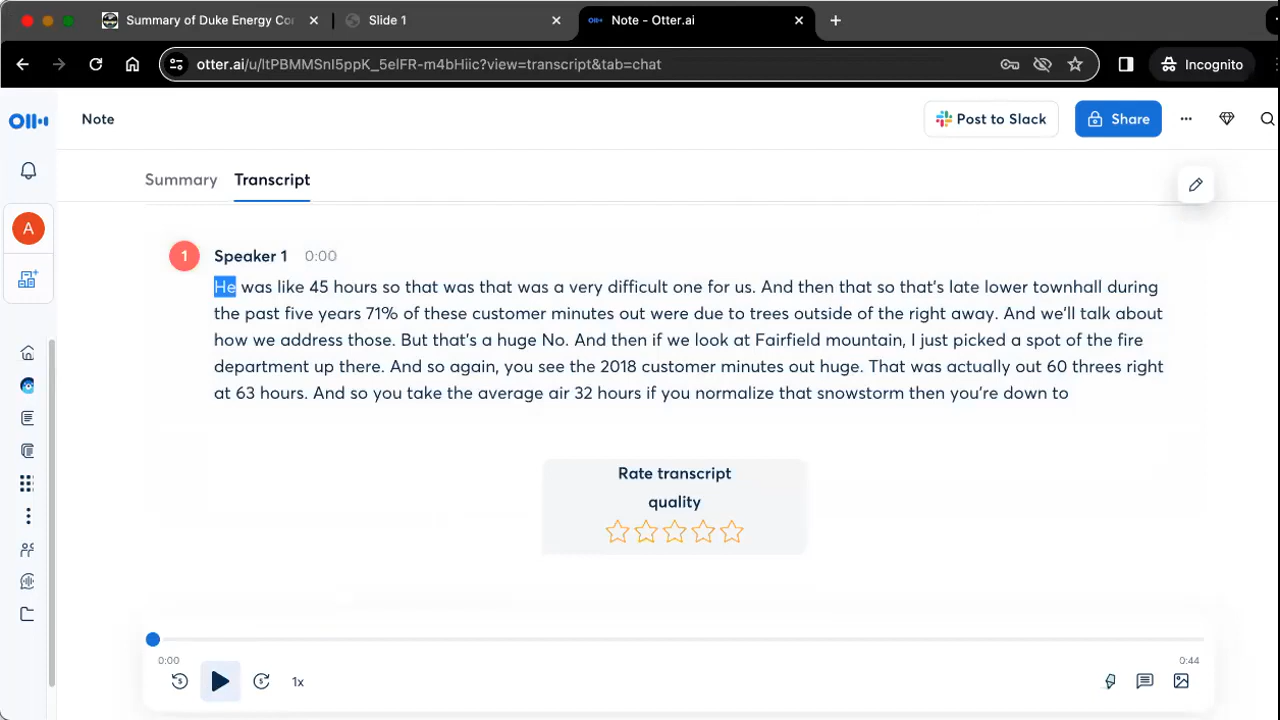 Summary of Duke Energy Co
Slide 1
Note - Otter.ai
otter.ai/u/ltPBMMSnI5ppK_5elFR-m4bHiic?view=transcript&tab=chat
Incognito
Note
Post to Slack
Share
Summary
Transcript
A
1
Speaker 1
0:00
He was like 45 hours so that was that was a very difficult one for us. And then that so that's late lower townhall during
the past five years 71% of these customer minutes out were due to trees outside of the right away. And we'll talk about
how we address those. But that's a huge No. And then if we look at Fairfield mountain, I just picked a spot of the fire
department up there. And so again, you see the 2018 customer minutes out huge. That was actually out 60 threes right
at 63 hours. And so you take the average air 32 hours if you normalize that snowstorm then you're down to
Rate transcript
quality
0:00
0:44
5
5
1x